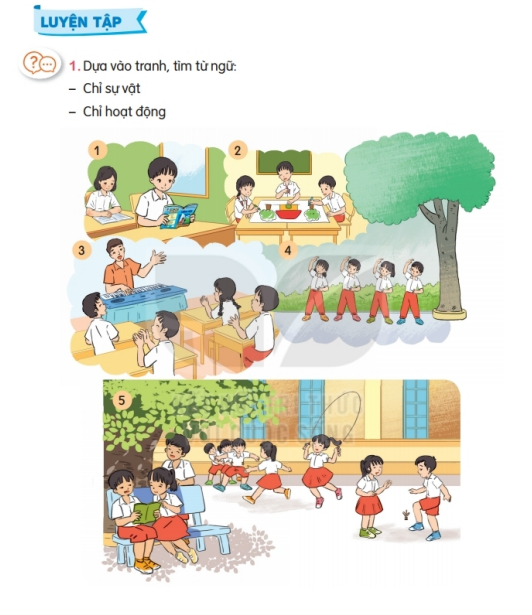 LUYỆN TẬP
1. Dựa vào tranh, tìm từ ngữ:
– Chỉ sự vật
– Chỉ hoạt động
1
2
3
4
5